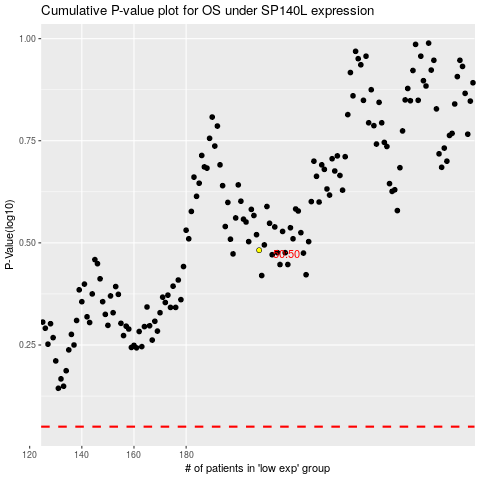 Cumulative P-value plot for OS under SP140L expression
1.00
0.75
0.50
0.25
P-Value(log10)
50:50
120 140 160 180
# of patients in 'low exp' group